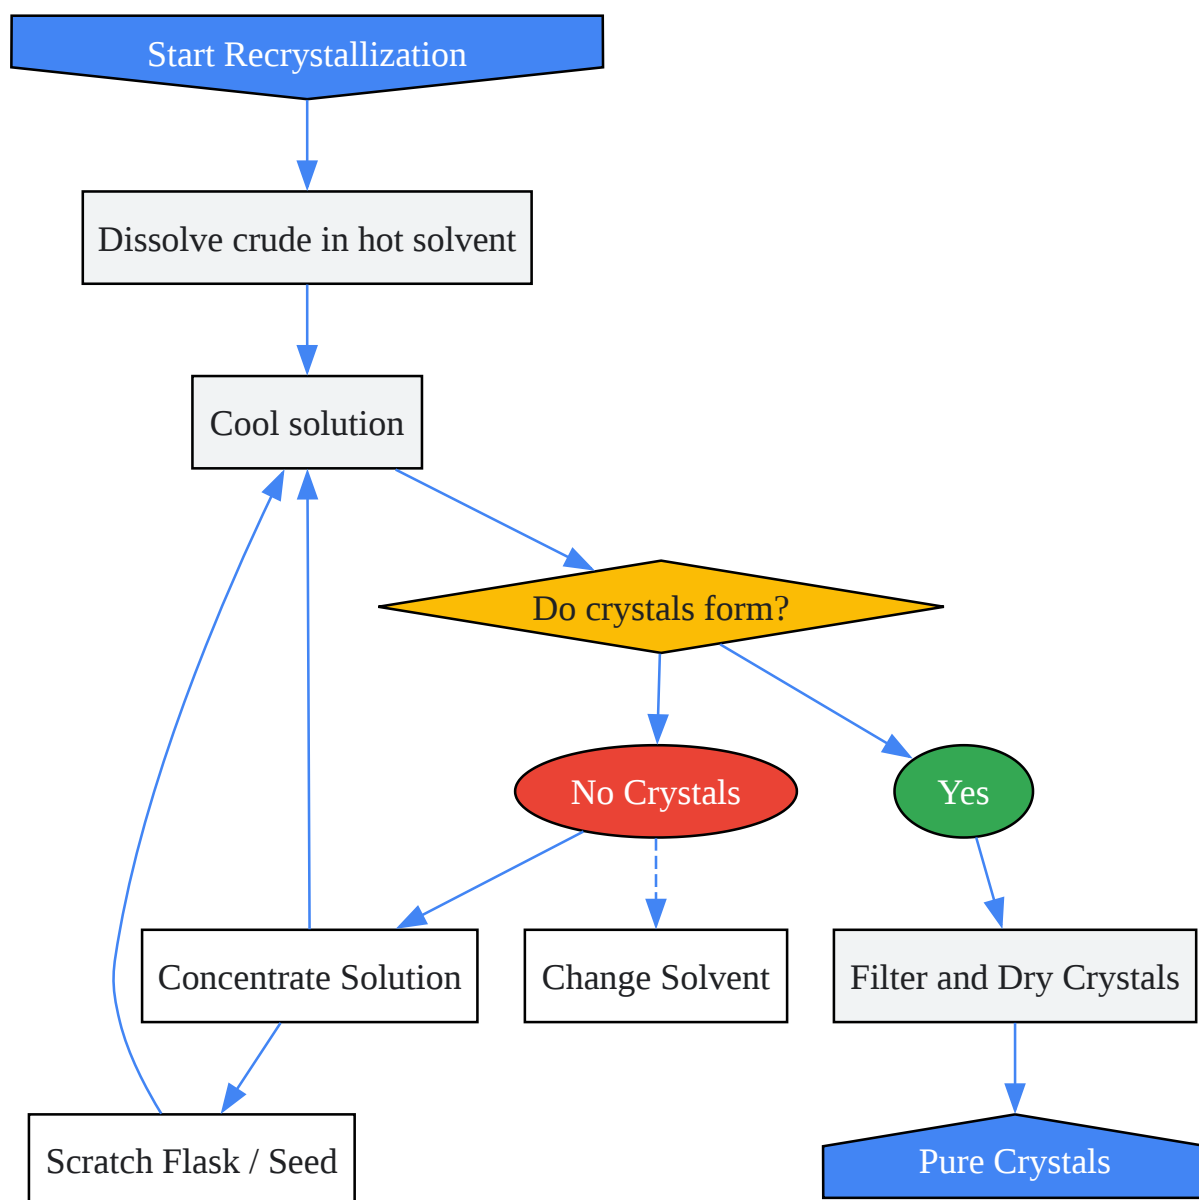 Start Recrystallization
Dissolve crude in hot solvent
Cool solution
Do crystals form?
No Crystals
Yes
Concentrate Solution
Change Solvent
Filter and Dry Crystals
Scratch Flask / Seed
Pure Crystals